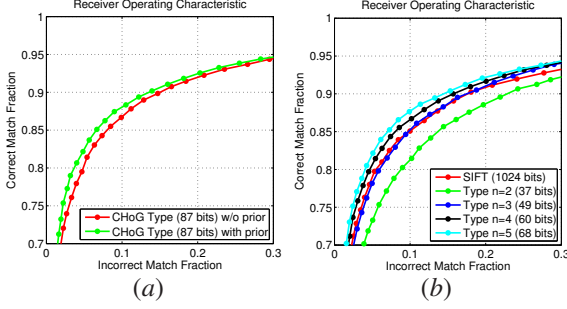 Receiver Operating Characteristic
1
0.95
0.9
0.85
0.8
0.75
0.7
0
0.1
0.2
0.3
Correct Match Fraction
Incorrect Match Fraction
CHoG Type (87 bits) w/o prior
CHoG Type (87 bits) with prior
(a)
Receiver Operating Characteristic
1
0.95
0.9
0.85
0.8
0.75
0.7
0
0.1
0.2
0.3
Correct Match Fraction
Incorrect Match Fraction
SIFT (1024 bits)
Type n=2 (37 bits)
Type n=3 (49 bits)
Type n=4 (60 bits)
Type n=5 (68 bits)
(b)